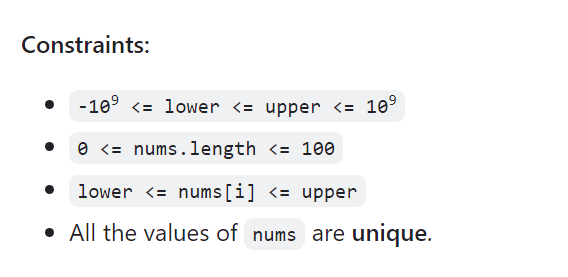 Constraints:
• -10⁹ <= lower <= upper <= 10⁹
• 0 <= nums.length <= 100
• lower <= nums[i] <= upper
• All the values of nums are unique.